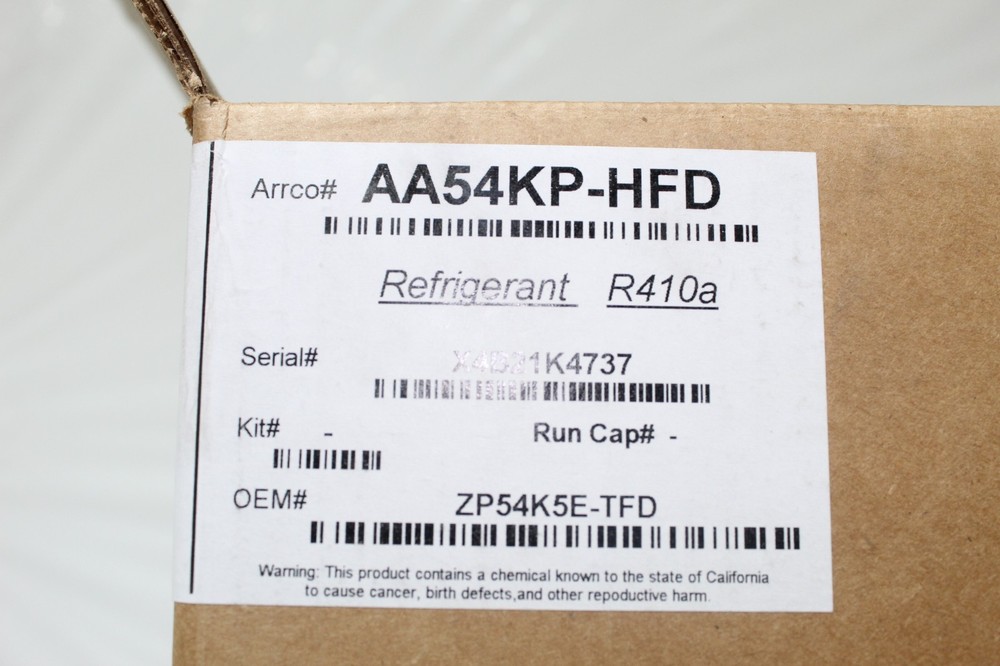 Arrco# AA54KP-HFD
Refrigerant R410a
Serial#
Kit# - Run Cap# -
OEM# ZP54K5E-TFD
Warning: This product contains a chemical known to the state of California
to cause cancer, birth defects,and other repoductive harm.